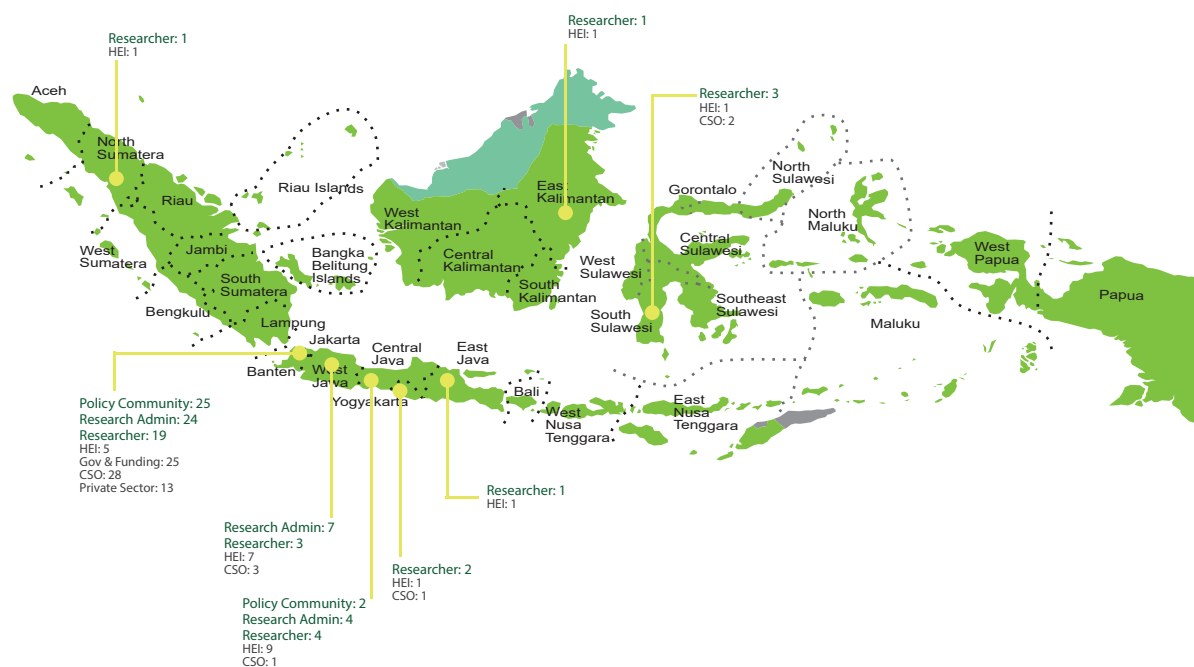 Researcher: 1
HEI: 1
Researcher: 1
HEI: 1
Researcher: 3
HEI: 1
CSO: 2
Aceh
North
Sumatera
Riau
Riau Islands
West
Sumatera
Jambi
Bangka
Belitung
Islands
South
Sumatera
Bengkulu
Lampung
West
Kalimantan
East
Kalimantan
Central
Kalimantan
South
Kalimantan
Gorontalo
North
Sulawesi
North
Maluku
Central
Sulawesi
West
Sulawesi
Southeast
Sulawesi
South
Sulawesi
West
Papua
Papua
Maluku
Jakarta
Banten
West
Jawa
Central
Java
Yogyakarta
East
Java
Bali
West
Nusa
Tenggara
East
Nusa
Tenggara
Policy Community: 25
Research Admin: 24
Researcher: 19
HEI: 5
Gov & Funding: 25
CSO: 28
Private Sector: 13
Researcher: 1
HEI: 1
Research Admin: 7
Researcher: 3
HEI: 7
CSO: 3
Researcher: 2
HEI: 1
CSO: 1
Policy Community: 2
Research Admin: 4
Researcher: 4
HEI: 9
CSO: 1